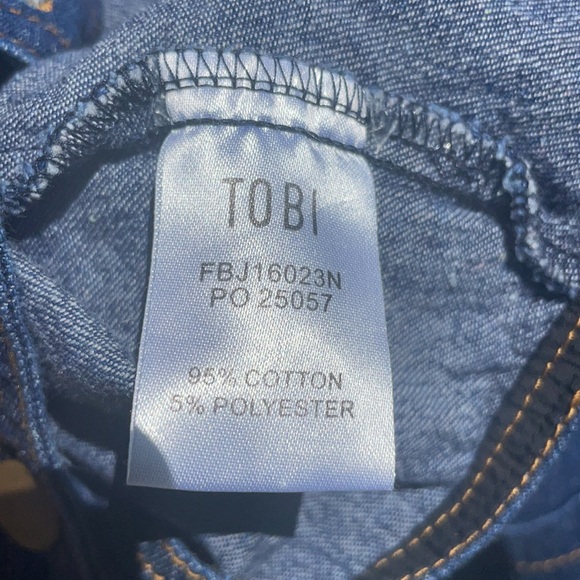 TOBI
FBJ16023N
PO 25057
95% COTTON
5% POLYESTER